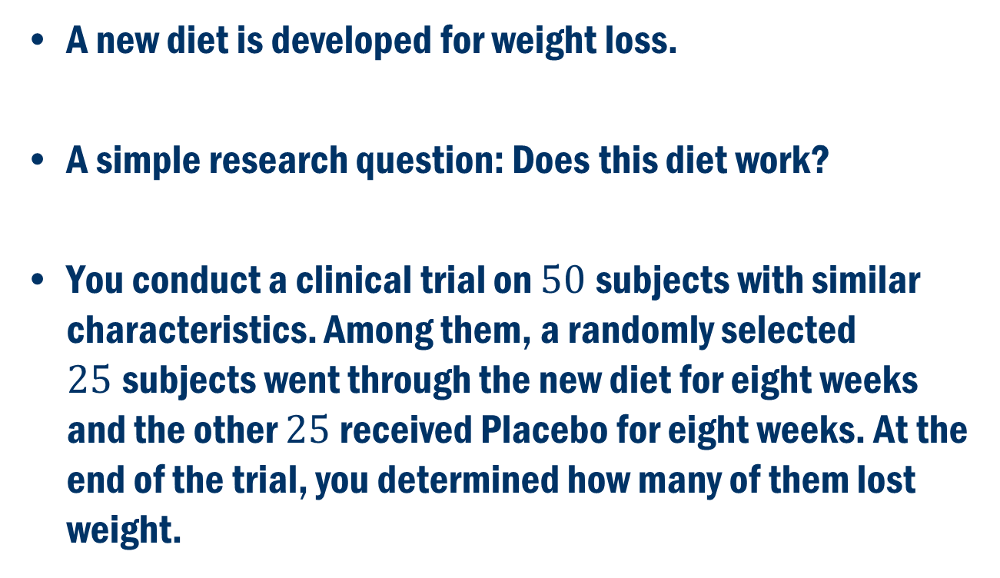 • A new diet is developed for weight loss.
• A simple research question: Does this diet work?
• You conduct a clinical trial on 50 subjects with similar
characteristics. Among them, a randomly selected
25 subjects went through the new diet for eight weeks
and the other 25 received Placebo for eight weeks. At the
end of the trial, you determined how many of them lost
weight.